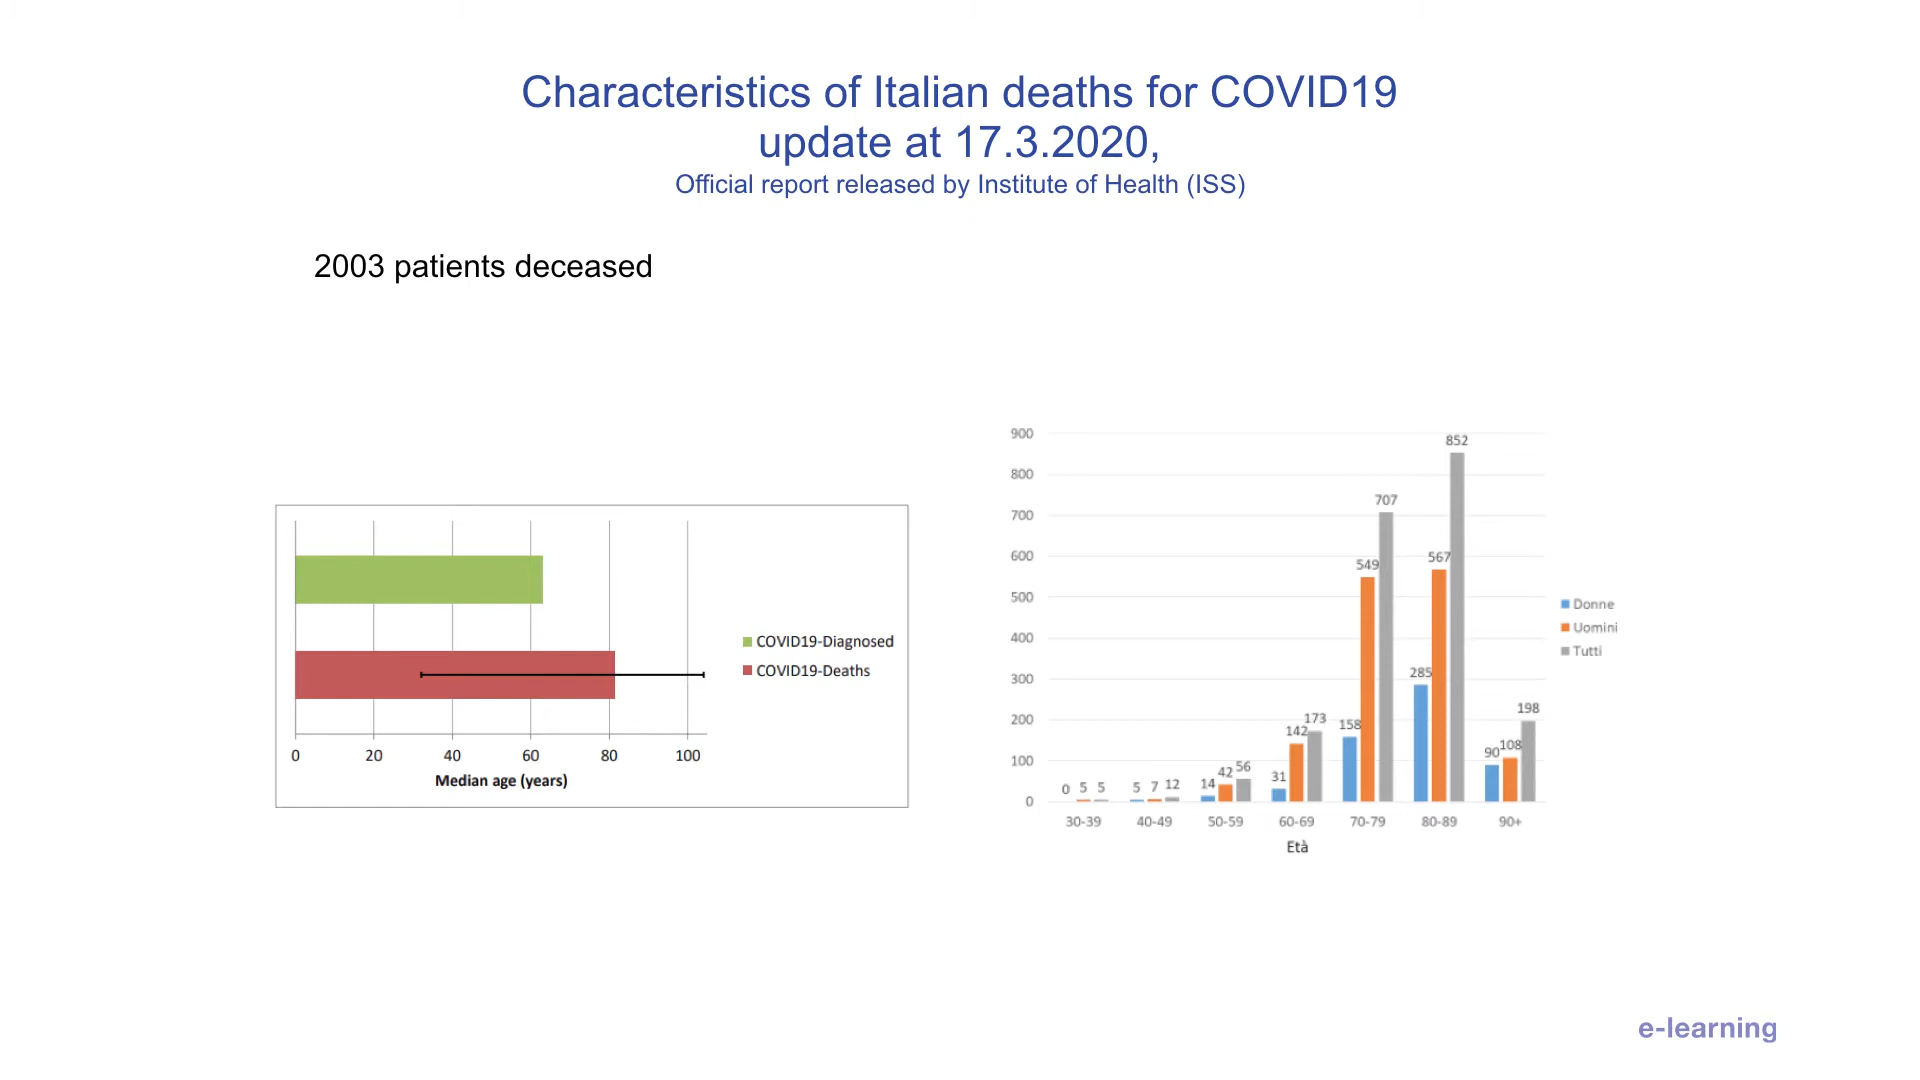 Characteristics of Italian deaths for COVID19
update at 17.3.2020,
Official report released by Institute of Health (ISS)
2003 patients deceased
COVID19-Diagnosed
COVID19-Deaths
0 20 40 60 80 100
Median age (years)
900
800
700
600
500
400
300
200
100
0
0 5 5
5 7 12
14 42 56
31 142 173
158 549 707
285 567 852
90 108 198
30-39 40-49 50-59 60-69 70-79 80-89 90+
Età
Donne
Uomini
Tutti
e-learning